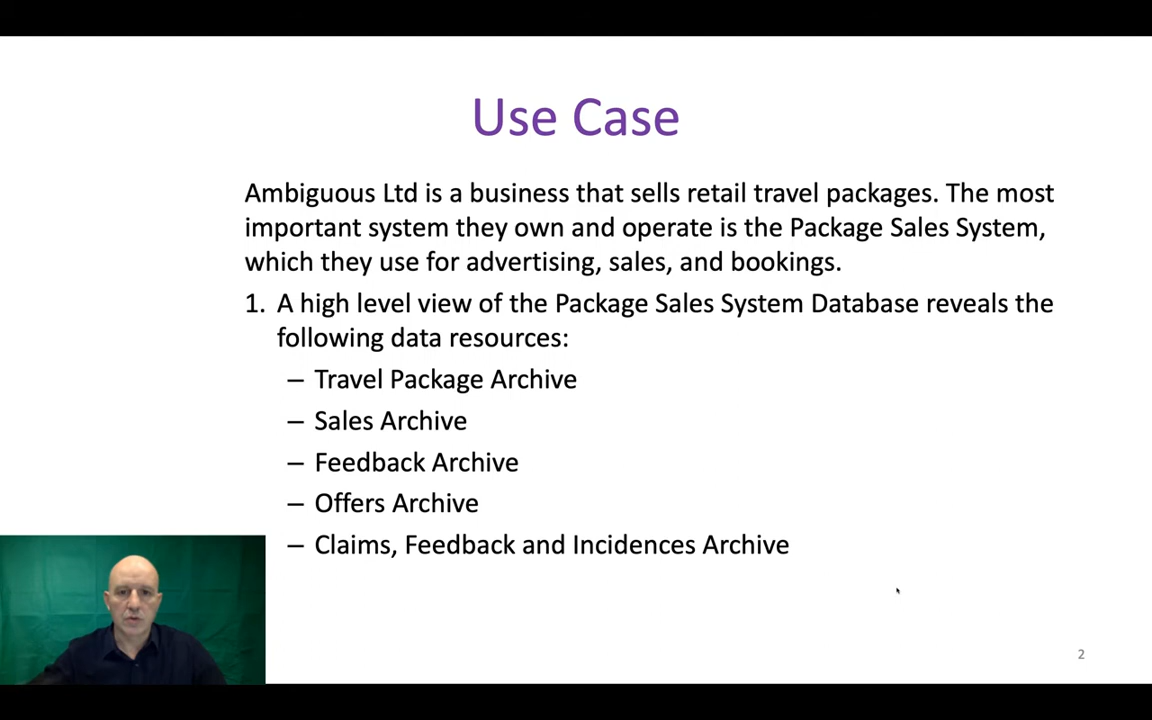 Use Case
Ambiguous Ltd is a business that sells retail travel packages. The most
important system they own and operate is the Package Sales System,
which they use for advertising, sales, and bookings.
1. A high level view of the Package Sales System Database reveals the
following data resources:
– Travel Package Archive
– Sales Archive
– Feedback Archive
– Offers Archive
– Claims, Feedback and Incidences Archive
2